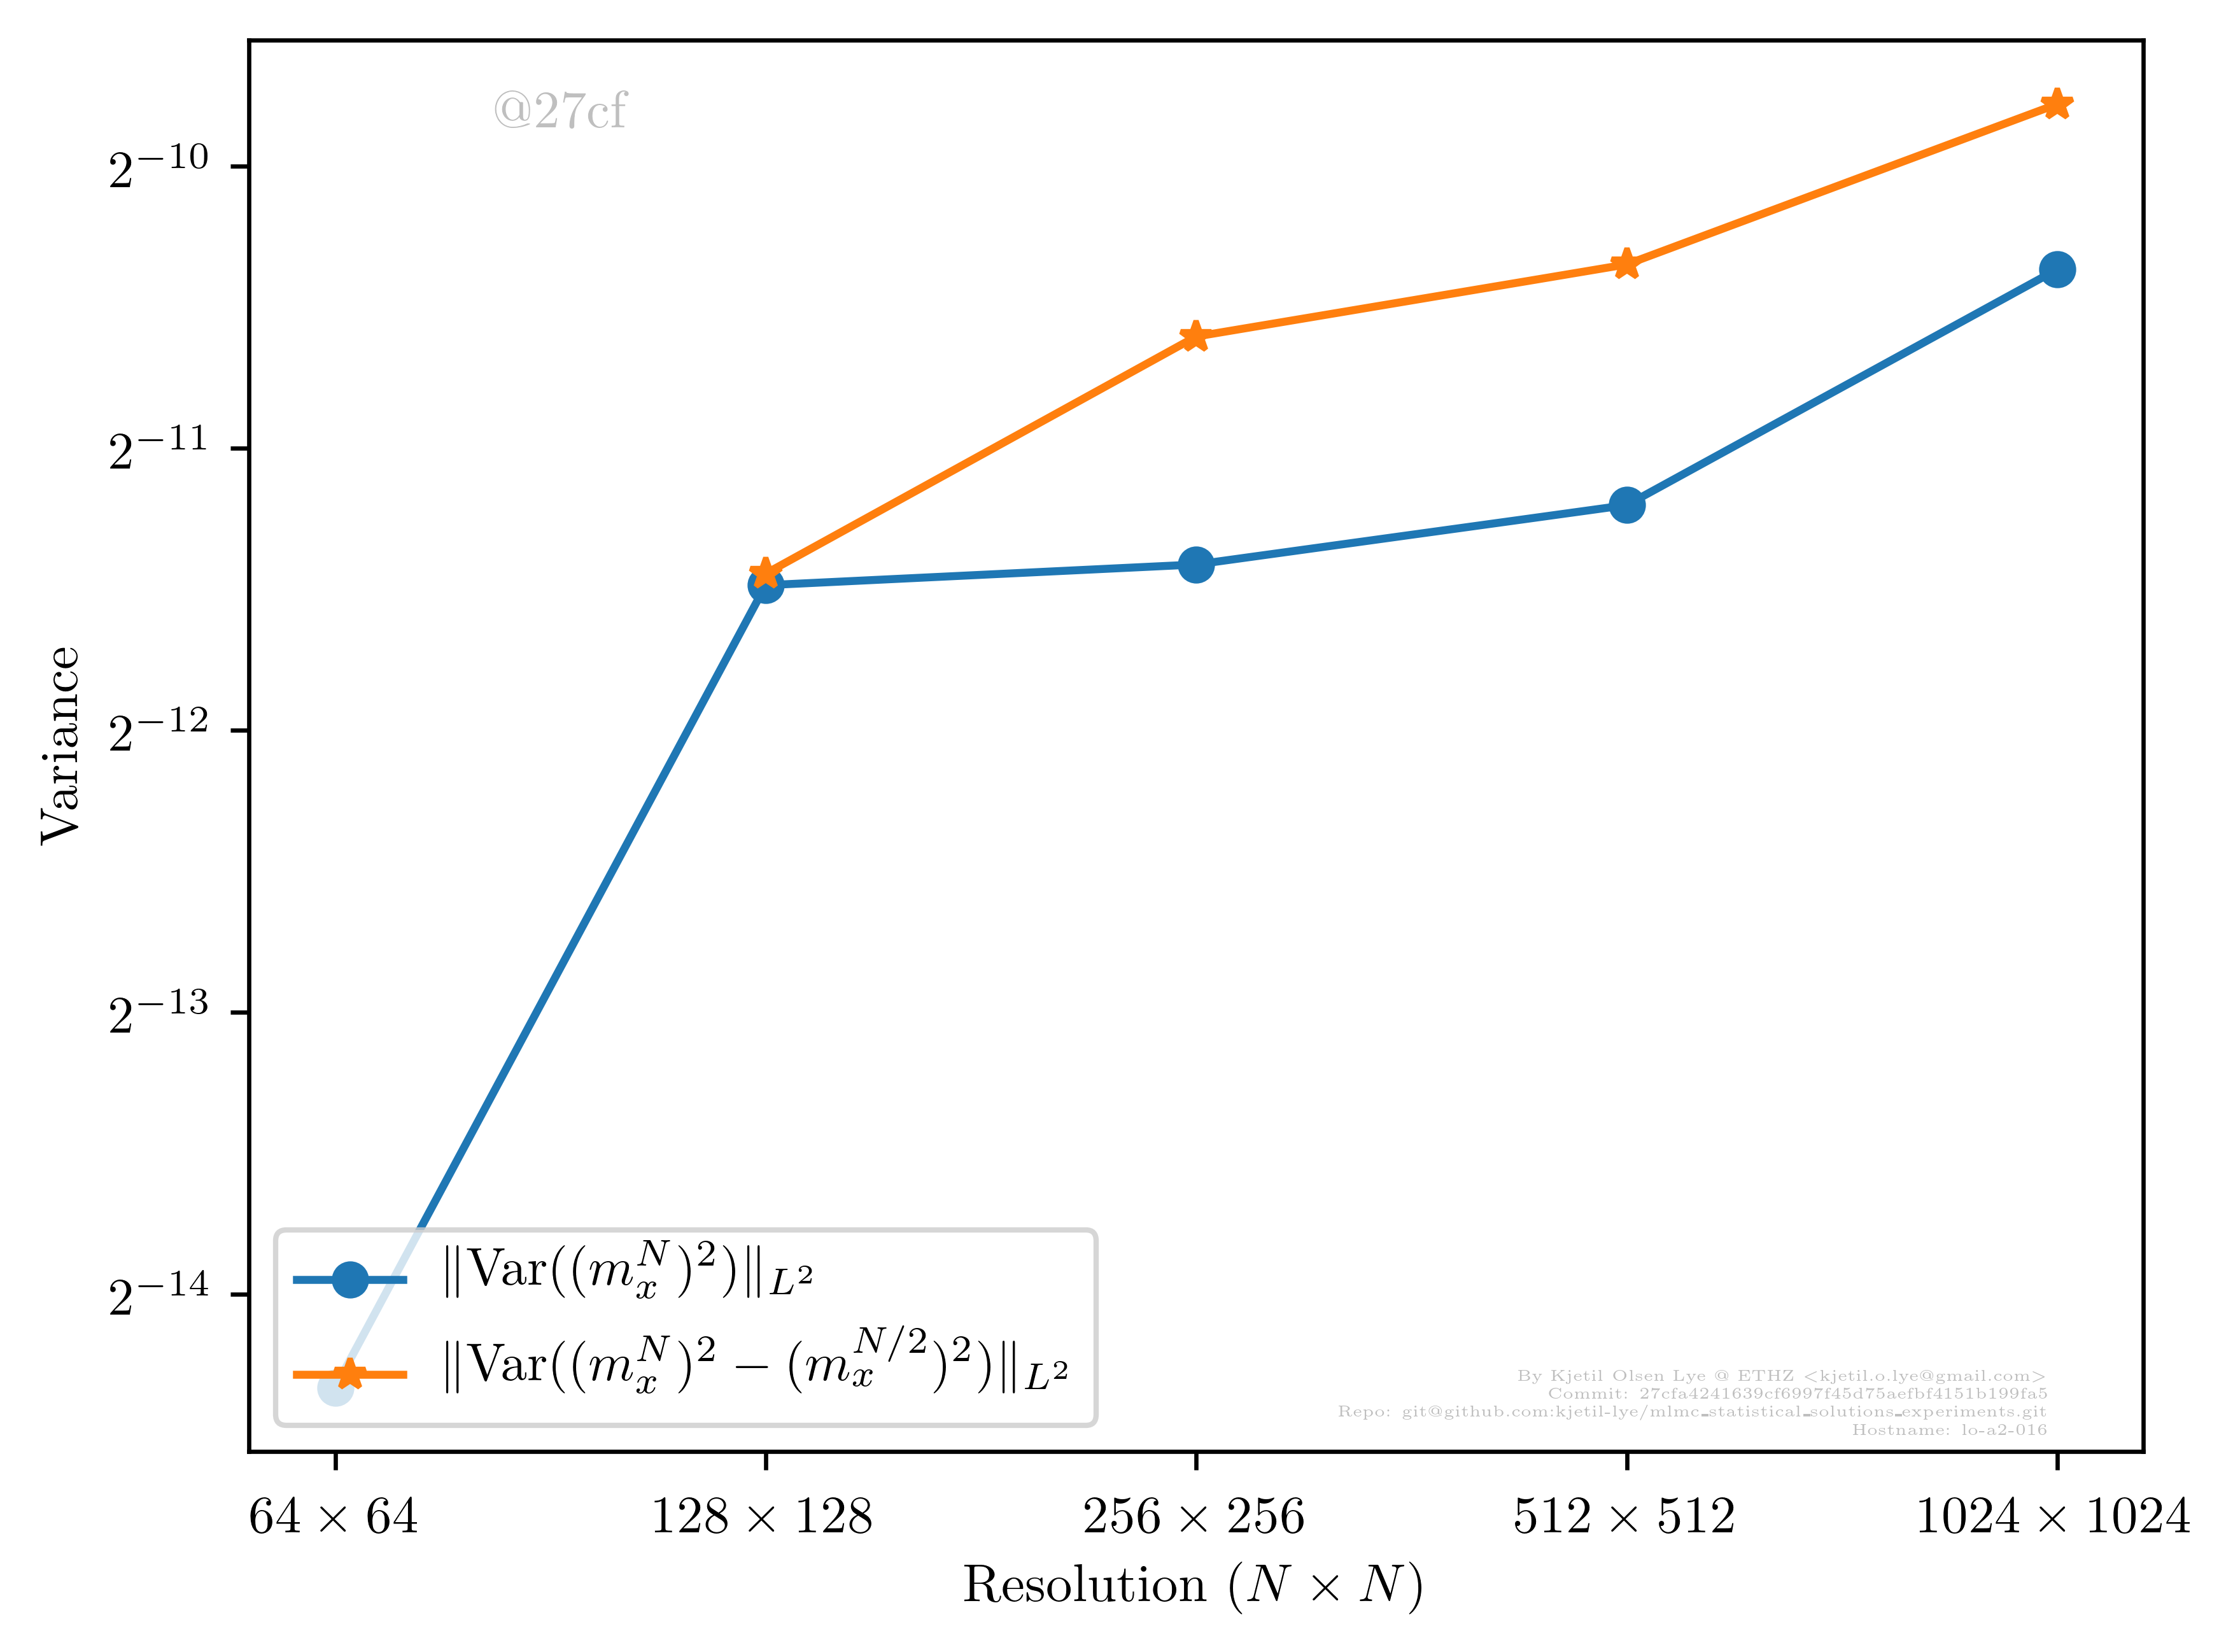 @27cf
2^{-10}
2^{-11}
2^{-12}
2^{-13}
2^{-14}
Variance
‖Var((m_x^N)^2)‖_{L^2}
‖Var((m_x^N)^2 − (m_x^{N/2})^2)‖_{L^2}
By Kjetil Olsen Lye @ ETHZ <kjetil.o.lye@gmail.com>
Commit: 27cfa4241639cf6997f45d75aefbf4151b199fa5
Repo: git@github.com:kjetil-lye/mlmc_statistical_solutions_experiments.git
Hostname: lo-a2-016
64 × 64 128 × 128 256 × 256 512 × 512 1024 × 1024
Resolution (N × N)